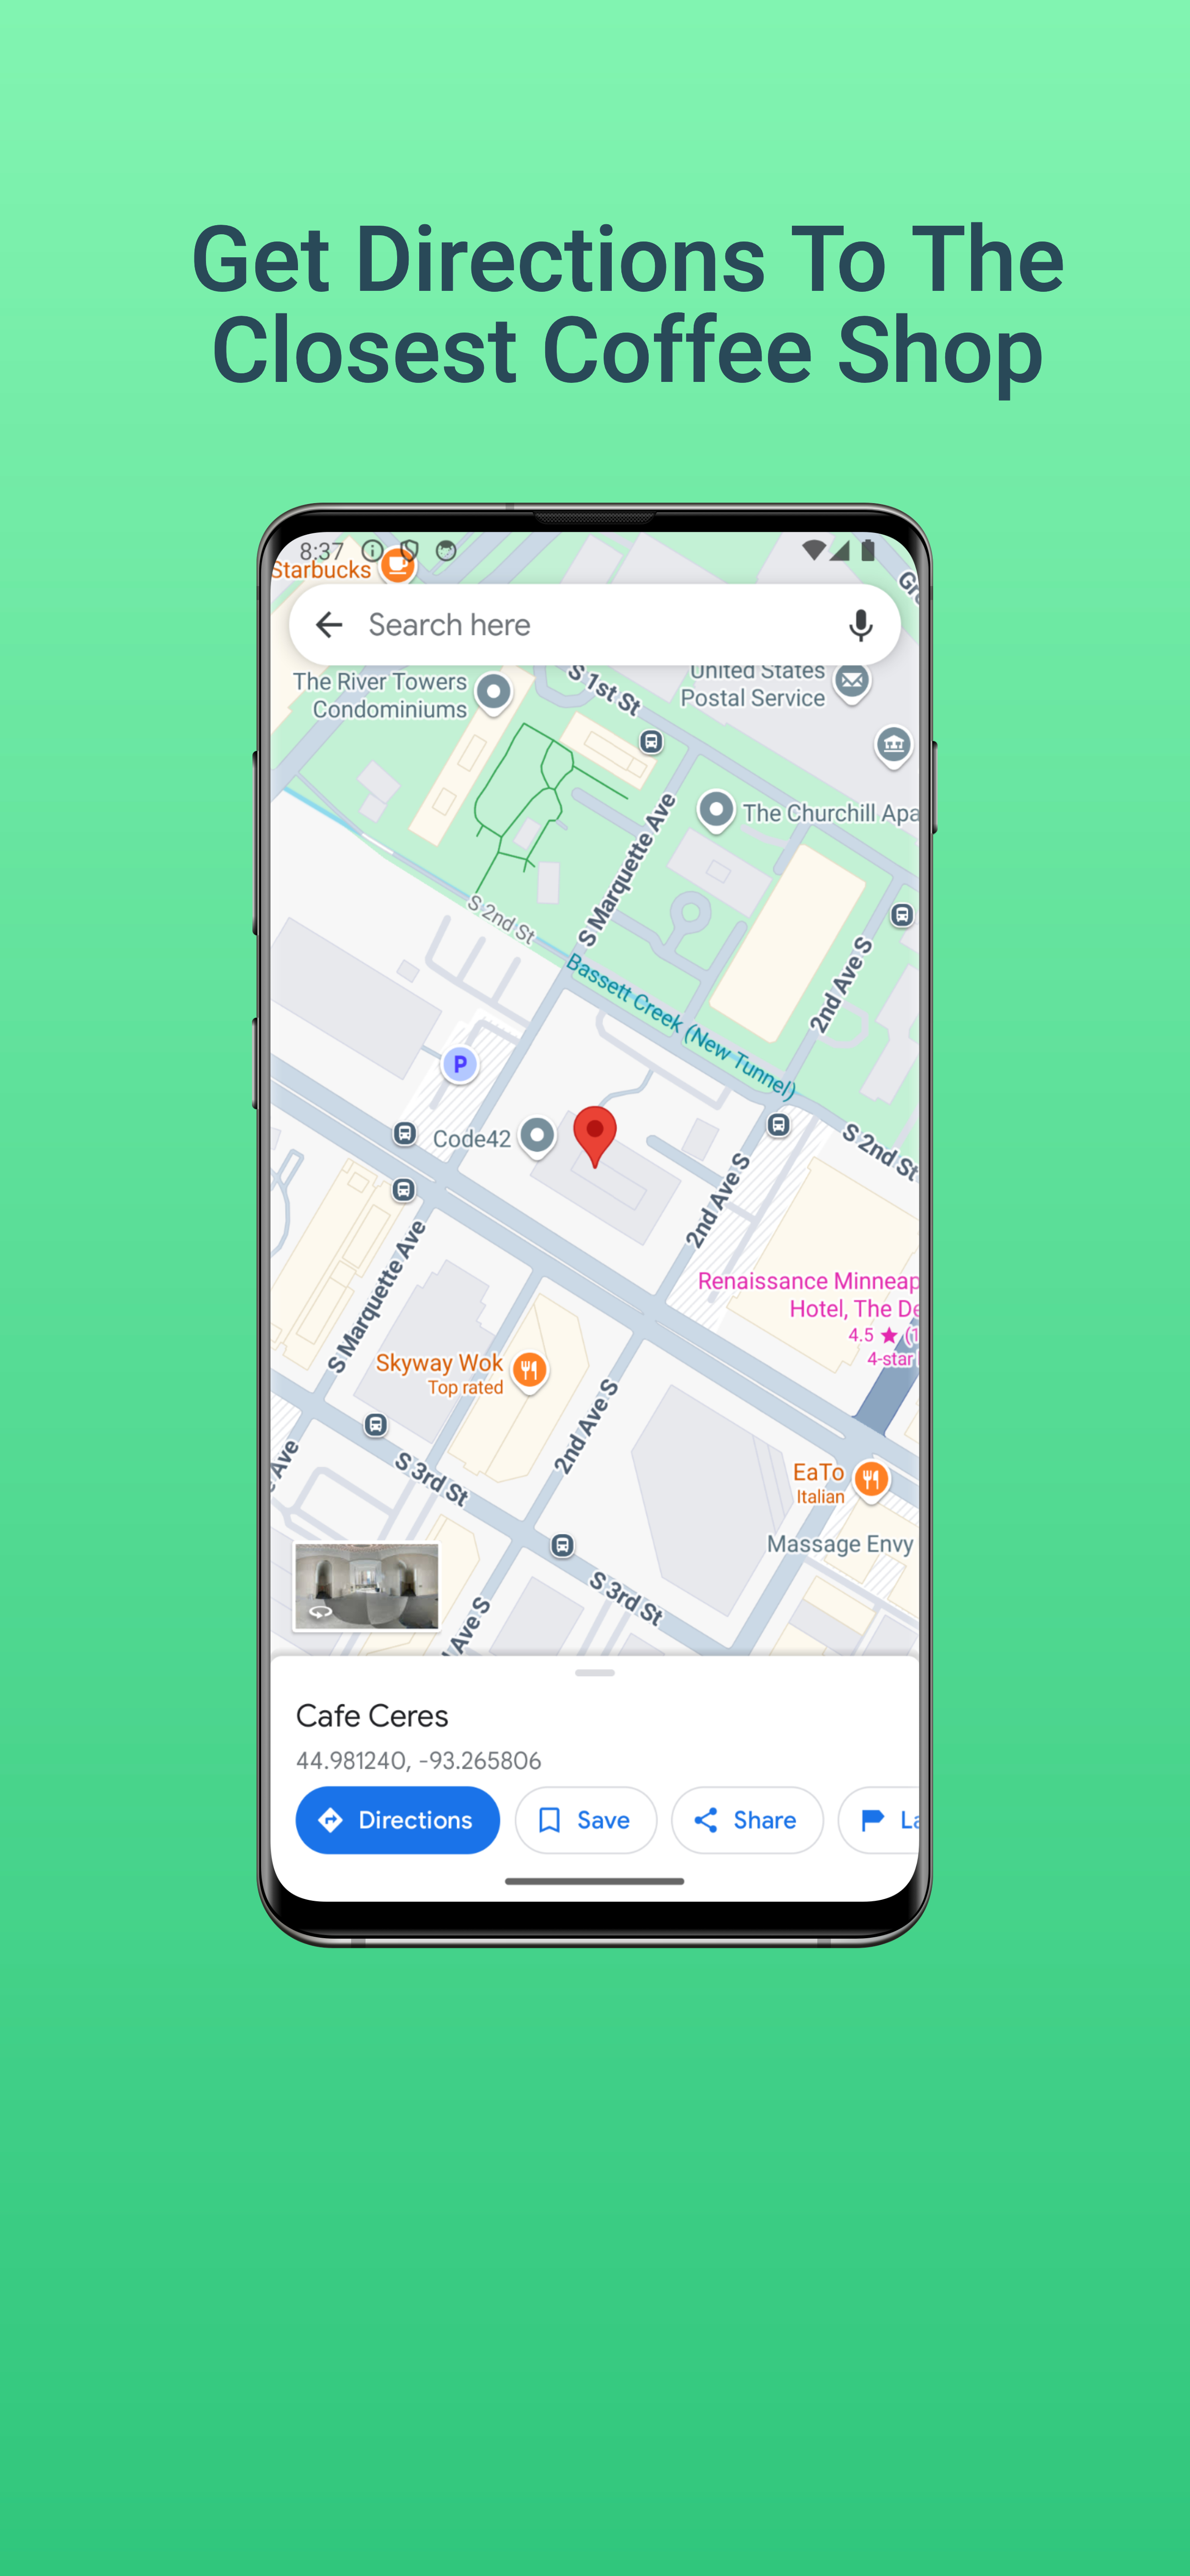 Get Directions To The
Closest Coffee Shop
8:37
Starbucks
Search here
The River Towers
Condominiums
S 1st St
United States
Postal Service
The Churchill Apa
S Marquette Ave
S 2nd St
2nd Ave S
Bassett Creek (New Tunnel)
P
Code42
S 2nd St
2nd Ave S
S Marquette Ave
Renaissance Minneap
Hotel, The De
4.5 ★ (1
4-star
Skyway Wok
Top rated
2nd Ave S
EaTo
Italian
Ave
S 3rd St
Massage Envy
S 3rd St
Ave S
Cafe Ceres
44.981240, -93.265806
Directions
Save
Share
La